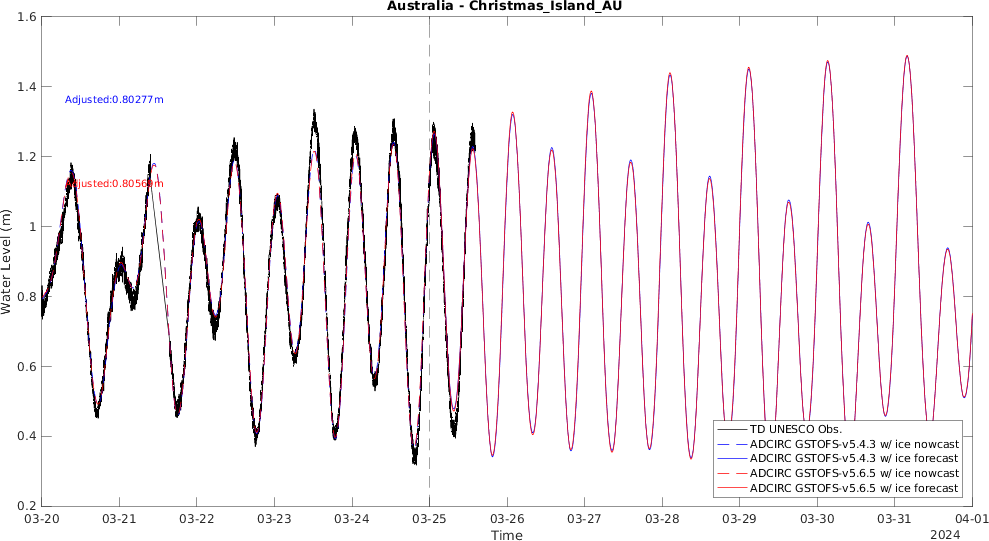 Australia - Christmas_Island_AU
1.6
1.4
1.2
1
0.8
0.6
0.4
0.2
Water Level (m)
Adjusted:0.80277m
Adjusted:0.80569m
TD UNESCO Obs.
ADCIRC GSTOFS-v5.4.3 w/ ice nowcast
ADCIRC GSTOFS-v5.4.3 w/ ice forecast
ADCIRC GSTOFS-v5.6.5 w/ ice nowcast
ADCIRC GSTOFS-v5.6.5 w/ ice forecast
03-20 03-21 03-22 03-23 03-24 03-25 03-26 03-27 03-28 03-29 03-30 03-31 04-01
Time
2024